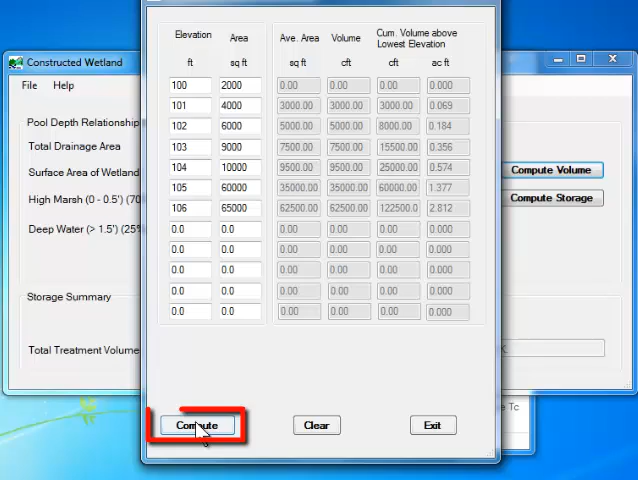 Elevation Area Ave. Area Volume Cum. Volume above
Lowest Elevation
ft sq ft sq ft cft cft ac ft
100 2000 0.00 0.00 0.00 0.000
101 4000 3000.00 3000.00 3000.00 0.069
102 6000 5000.00 5000.00 8000.00 0.184
103 9000 7500.00 7500.00 15500.00 0.356
104 10000 9500.00 9500.00 25000.00 0.574
105 60000 35000.00 35000.00 60000.00 1.377
106 65000 62500.00 62500.00 122500.0 2.812
0.0 0.0 0.00 0.00 0.00 0.000
0.0 0.0 0.00 0.00 0.00 0.000
0.0 0.0 0.00 0.00 0.00 0.000
0.0 0.0 0.00 0.00 0.00 0.000
0.0 0.0 0.00 0.00 0.00 0.000
Compute Clear Exit
Constructed Wetland
File Help
Pool Depth Relationship
Total Drainage Area
Surface Area of Wetland
High Marsh (0 - 0.5') (70
Deep Water (> 1.5') (25%
Compute Volume
Compute Storage
Storage Summary
Total Treatment Volume
Tc